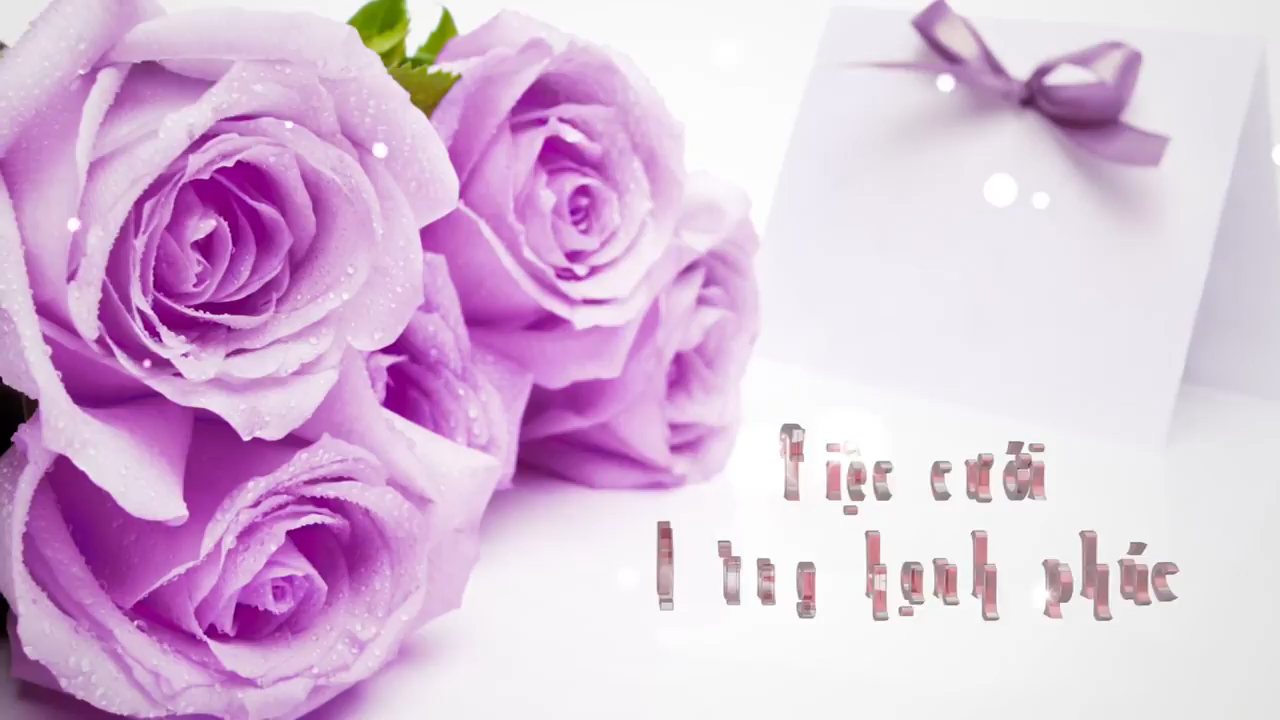 Tiệc cưới
hạnh phúc